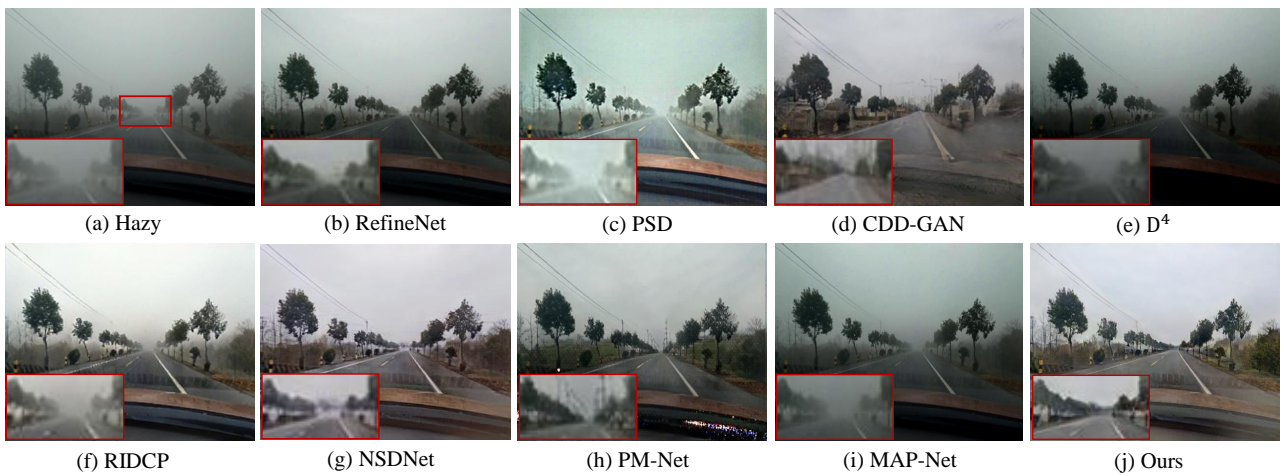 (a) Hazy
(b) RefineNet
(c) PSD
(d) CDD-GAN
(e) D⁴
(f) RIDCP
(g) NSDNet
(h) PM-Net
(i) MAP-Net
(j) Ours